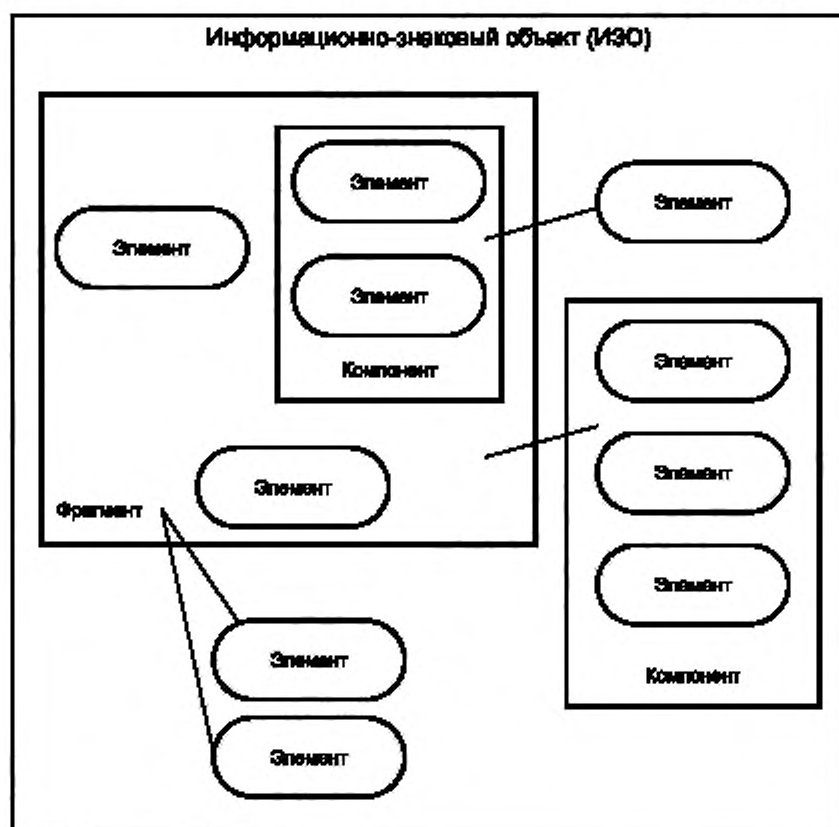 Информационно-знаковый объект (ИЗО)
Элемент
Элемент
Элемент
Элемент
Компонент
Элемент
Фрагмент
Элемент
Элемент
Элемент
Компонент
Элемент
Элемент
Элемент